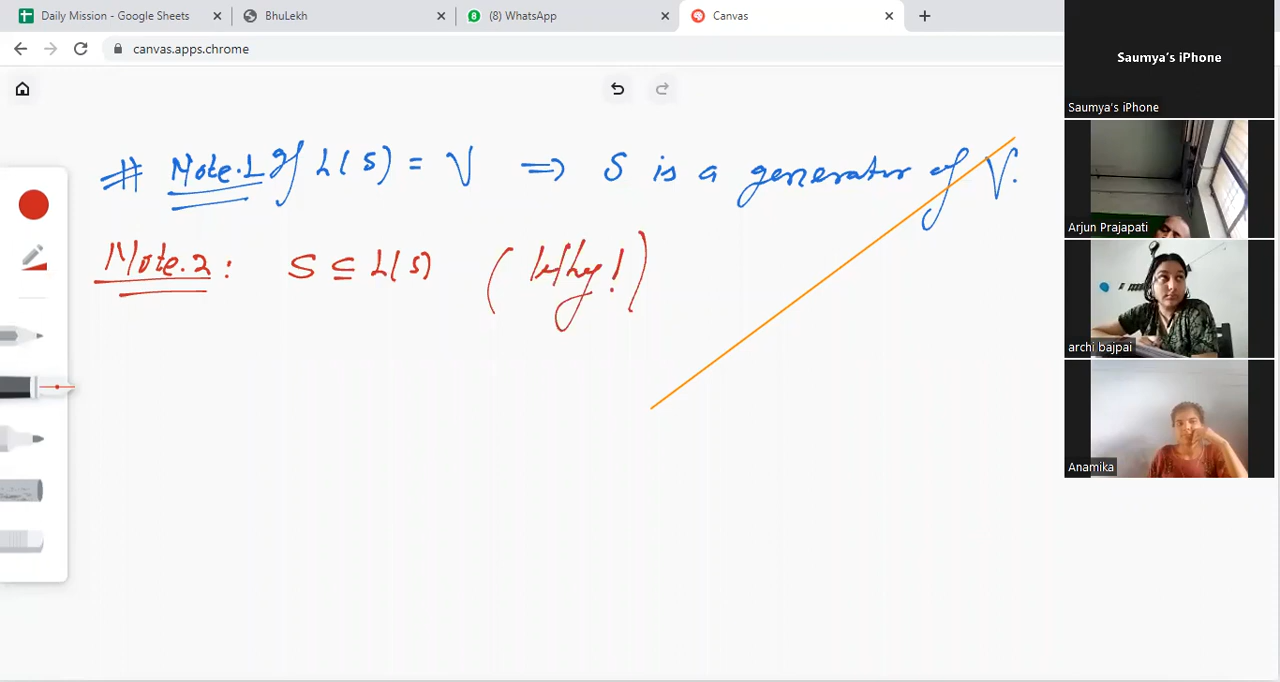 Daily Mission - Google Sheets
BhuLekh
(8) WhatsApp
Canvas
canvas.apps.chrome
# Note.1 If L(S) = V ⇒ S is a generator of V.
Note.2: S ⊆ L(S) (Why!)
Saumya's iPhone
Saumya's iPhone
Arjun Prajapati
archi bajpai
Anamika